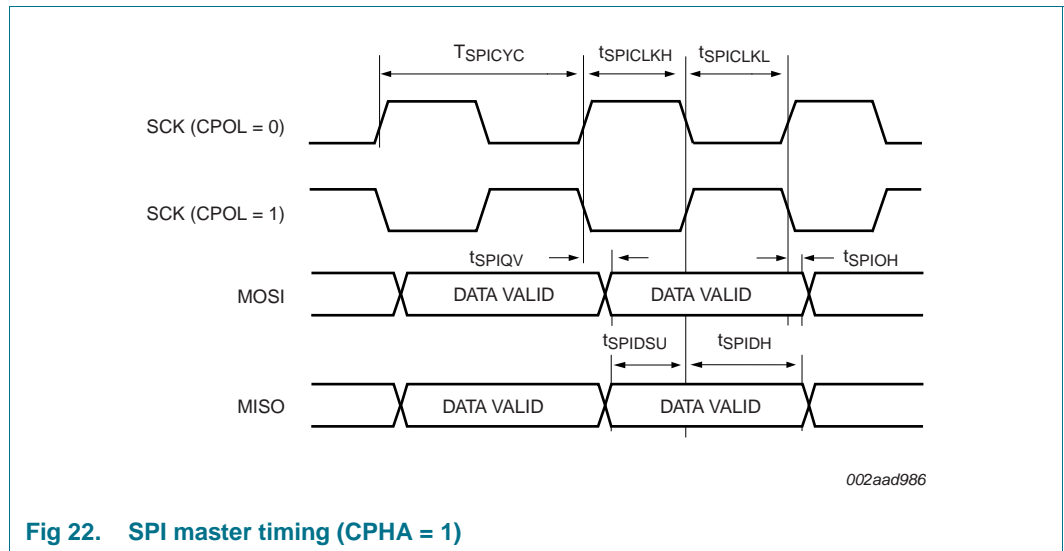 TSPICYC tSPICLKH tSPICLKL
SCK (CPOL = 0)
SCK (CPOL = 1)
tSPIQV tSPIOH
MOSI DATA VALID DATA VALID
tSPIDSU tSPIDH
MISO DATA VALID DATA VALID
002aad986
Fig 22. SPI master timing (CPHA = 1)